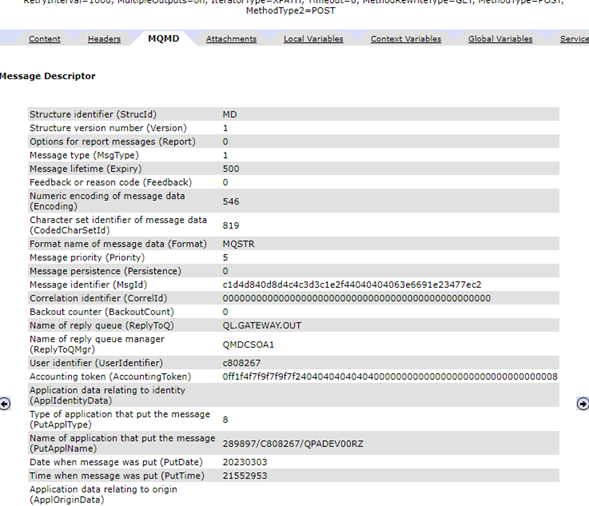 RetryInterval=1000, MultipleOutputs=on, IteratorType=XPATH, Timeout=0, MethodRewriteType=GET, MethodType=POST,
MethodType2=POST
Content Headers MQMD Attachments Local Variables Context Variables Global Variables Service
Message Descriptor
Structure identifier (StrucId) MD
Structure version number (Version) 1
Options for report messages (Report) 0
Message type (MsgType) 1
Message lifetime (Expiry) 500
Feedback or reason code (Feedback) 0
Numeric encoding of message data
(Encoding) 546
Character set identifier of message data
(CodedCharSetId) 819
Format name of message data (Format) MQSTR
Message priority (Priority) 5
Message persistence (Persistence) 0
Message identifier (MsgId) c1d4d840d8d4c4c3d3c1e2f44040404063e6691e23477ec2
Correlation identifier (CorrelId) 000000000000000000000000000000000000000000000000
Backout counter (BackoutCount) 0
Name of reply queue (ReplyToQ) QL.GATEWAY.OUT
Name of reply queue manager
(ReplyToQMgr) QMDCSOA1
User identifier (UserIdentifier) c808267
Accounting token (AccountingToken)
Application data relating to identity
(ApplIdentityData)
Type of application that put the message
(PutApplType) 8
Name of application that put the message
(PutApplName) 289897/C808267/QPADEV00RZ
Date when message was put (PutDate) 20230303
Time when message was put (PutTime) 21552953
Application data relating to origin
(ApplOriginData)